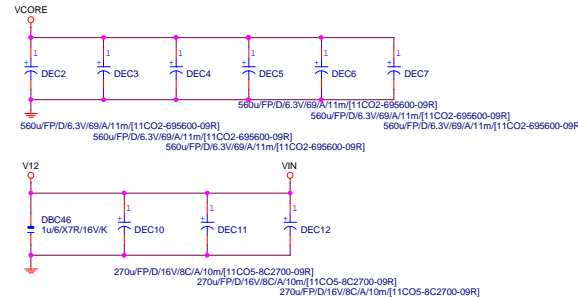 VCORE
1 1 1 1 1 1
+ + + + + +
DEC2 DEC3 DEC4 DEC5 DEC6 DEC7
560u/FP/D/6.3V/69/A/11m/[11CO2-695600-09R]
560u/FP/D/6.3V/69/A/11m/[11CO2-695600-09R]
560u/FP/D/6.3V/69/A/11m/[11CO2-695600-09R]
560u/FP/D/6.3V/69/A/11m/[11CO2-695600-09R]
560u/FP/D/6.3V/69/A/11m/[11CO2-695600-09R]
560u/FP/D/6.3V/69/A/11m/[11CO2-695600-09R]
V12 VIN
1 1 1
+ + +
DBC46
1u/6/X7R/16V/K
DEC10 DEC11 DEC12
270u/FP/D/16V/8C/A/10m/[11CO5-8C2700-09R]
270u/FP/D/16V/8C/A/10m/[11CO5-8C2700-09R]
270u/FP/D/16V/8C/A/10m/[11CO5-8C2700-09R]